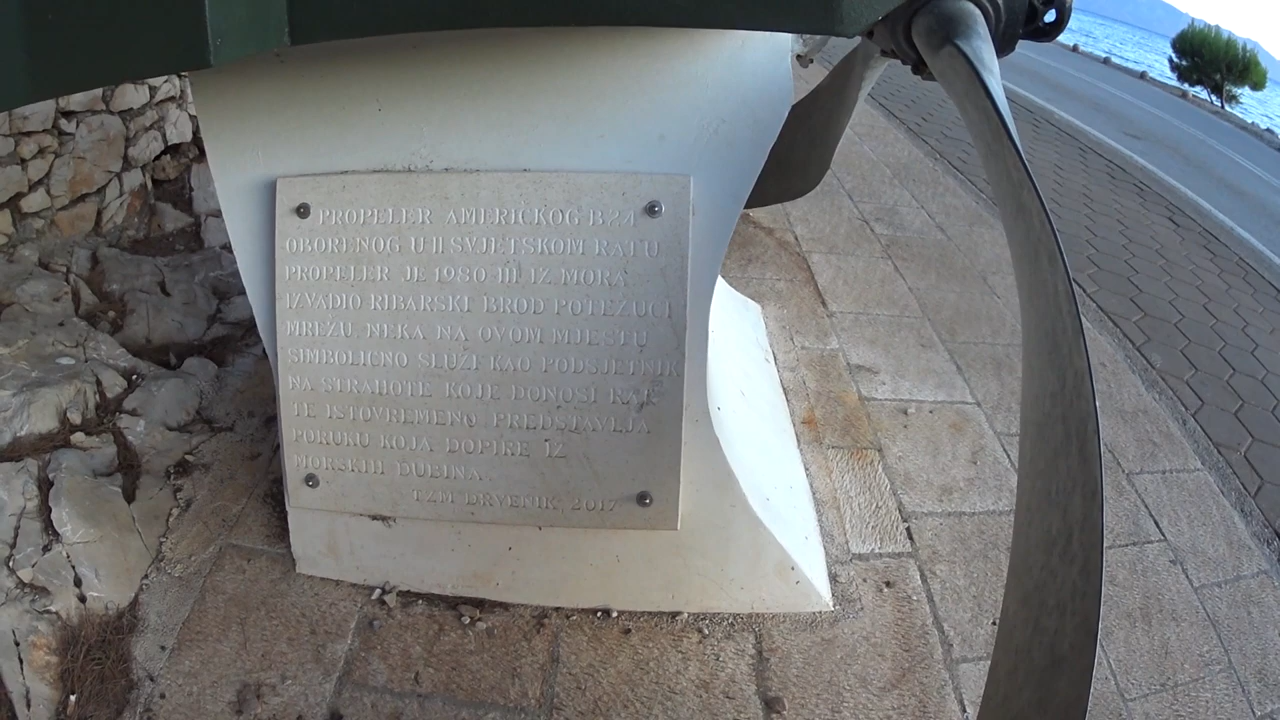 PROPELER AMERIČKOG B24
OBORENOG U II SVJETSKOM RATU
PROPELER JE 1980 III IZ MORA
IZVADIO RIBARSKI BROD POTEŽUĆI
MREŽU. NEKA NA OVOM MJESTU
SIMBOLIČNO SLUŽI KAO PODSJETNIK
NA STRAHOTE KOJE DONOSI RAT
TE ISTOVREMENO PREDSTAVLJA
PORUKU KOJA DOPIRE IZ
MORSKIH DUBINA.
TZM DRVENIK, 2017